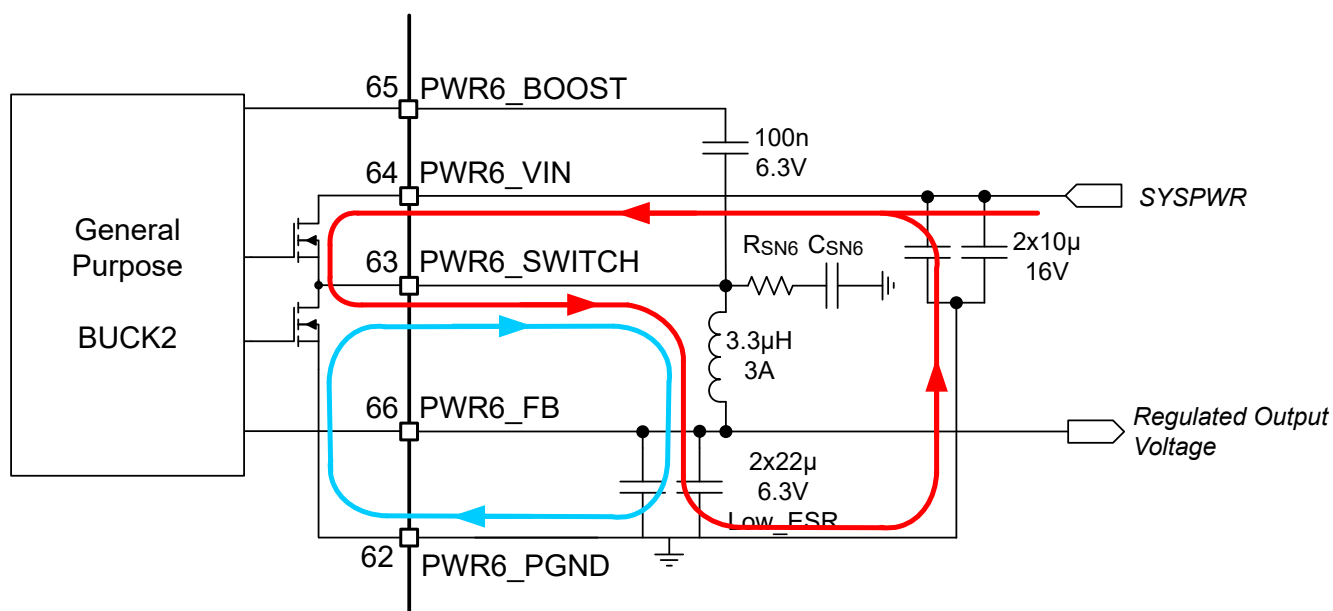 65
PWR6_BOOST
100n
6.3V
64
PWR6_VIN
SYSPWR
General
Purpose
BUCK2
63
PWR6_SWITCH
RSN6
CSN6
2x10µ
16V
3.3µH
3A
66
PWR6_FB
Regulated Output
Voltage
2x22µ
6.3V
Low_ESR
62
PWR6_PGND